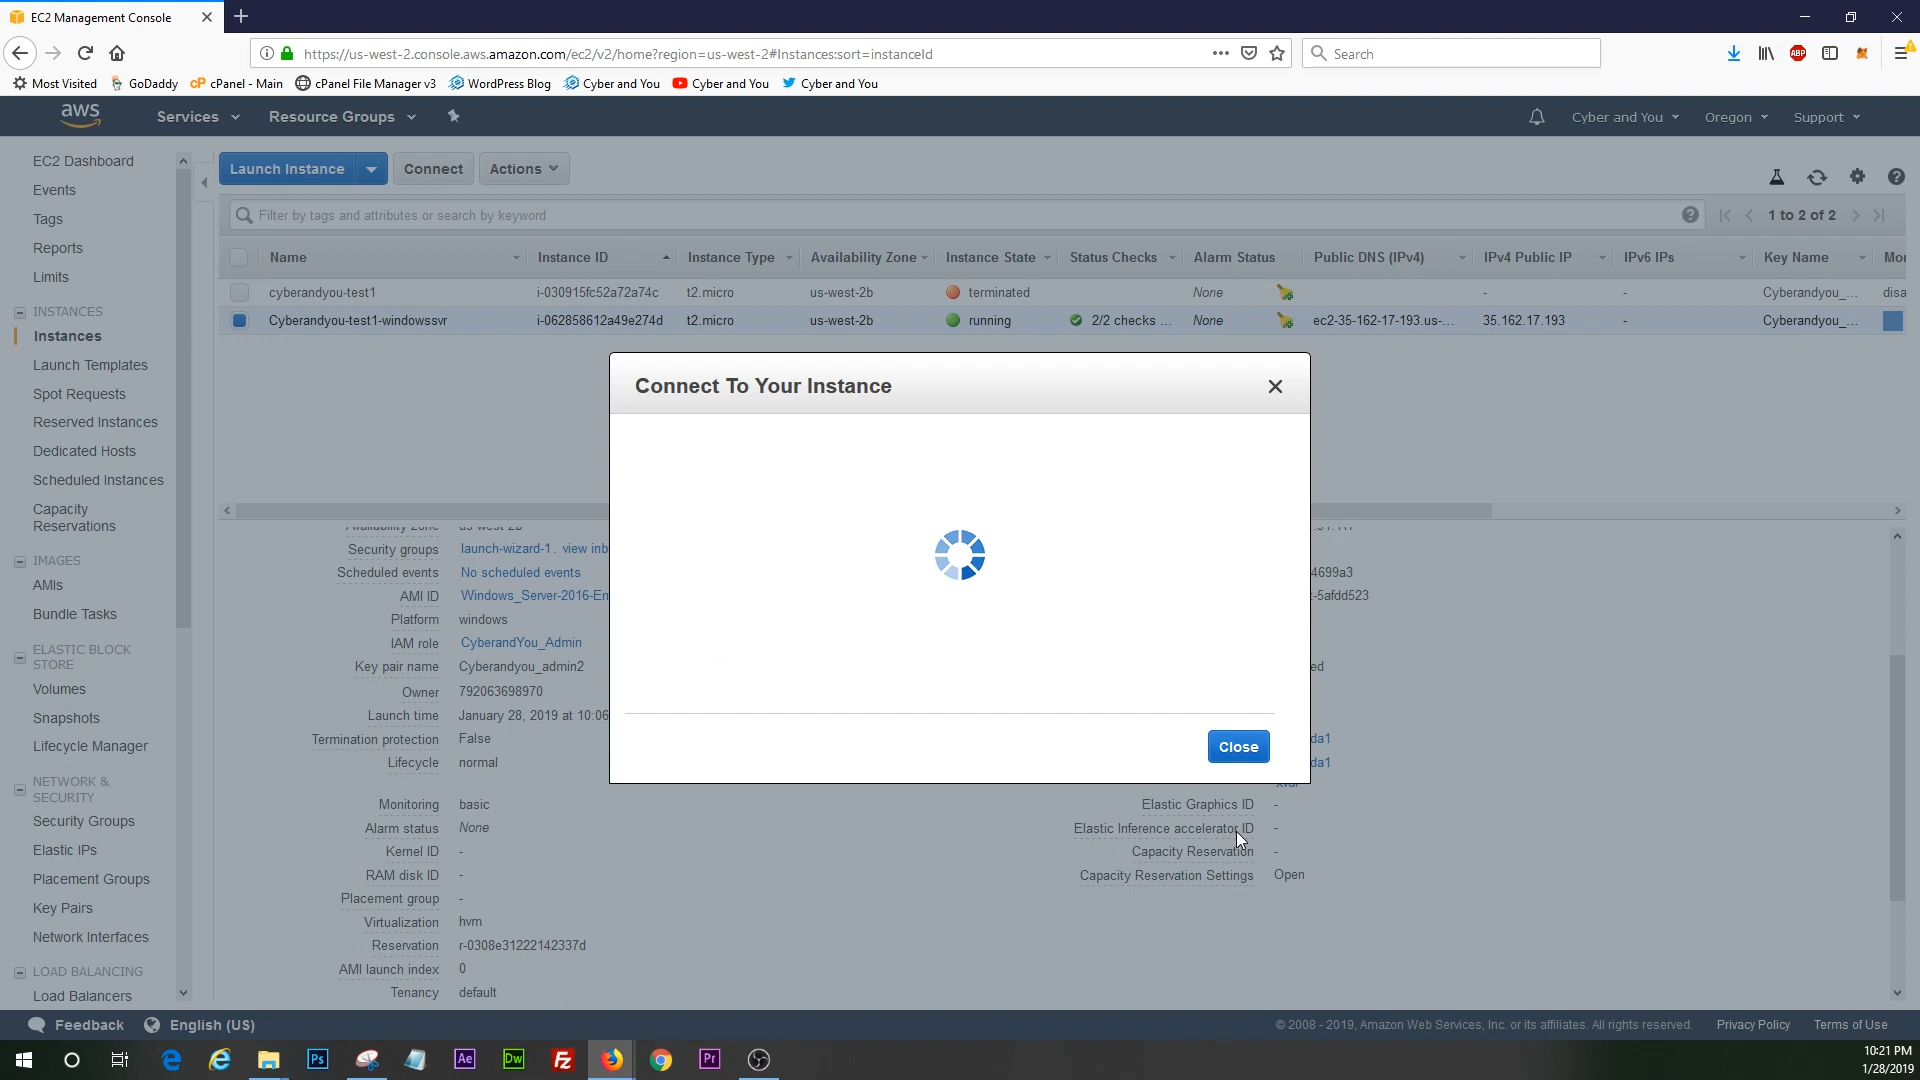 EC2 Management Console
https://us-west-2.console.aws.amazon.com/ec2/v2/home?region=us-west-2#Instances:sort=instanceId
Search
Most Visited GoDaddy cPanel - Main cPanel File Manager v3 WordPress Blog Cyber and You Cyber and You Cyber and You
aws Services Resource Groups Cyber and You Oregon Support
EC2 Dashboard
Events
Tags
Reports
Limits
INSTANCES
Instances
Launch Templates
Spot Requests
Reserved Instances
Dedicated Hosts
Scheduled Instances
Capacity
Reservations
IMAGES
AMIs
Bundle Tasks
ELASTIC BLOCK
STORE
Volumes
Snapshots
Lifecycle Manager
NETWORK &
SECURITY
Security Groups
Elastic IPs
Placement Groups
Key Pairs
Network Interfaces
LOAD BALANCING
Load Balancers
Launch Instance Connect Actions
Filter by tags and attributes or search by keyword
1 to 2 of 2
Name Instance ID Instance Type Availability Zone Instance State Status Checks Alarm Status Public DNS (IPv4) IPv4 Public IP IPv6 IPs Key Name
cyberandyou-test1 i-030915fc52a72a74c t2.micro us-west-2b terminated None - - Cyberandyou_... disa
Cyberandyou-test1-windowssvr i-062858612a49e274d t2.micro us-west-2b running 2/2 checks ... None ec2-35-162-17-193.us-... 35.162.17.193 - Cyberandyou_...
Connect To Your Instance
Close
Availability zone us-west-2b
Security groups launch-wizard-1. view inb
Scheduled events No scheduled events 4699a3
AMI ID Windows_Server-2016-En -5afdd523
Platform windows
IAM role CyberandYou_Admin
Key pair name Cyberandyou_admin2 ed
Owner 792063698970
Launch time January 28, 2019 at 10:06
Termination protection False da1
Lifecycle normal da1
Monitoring basic Elastic Graphics ID -
Alarm status None Elastic Inference accelerator ID -
Kernel ID - Capacity Reservation -
RAM disk ID - Capacity Reservation Settings Open
Placement group -
Virtualization hvm
Reservation r-0308e31222142337d
AMI launch index 0
Tenancy default
Feedback English (US)
© 2008 - 2019, Amazon Web Services, Inc. or its affiliates. All rights reserved. Privacy Policy Terms of Use
Ps Ae Dw Fz Pr
10:21 PM
1/28/2019